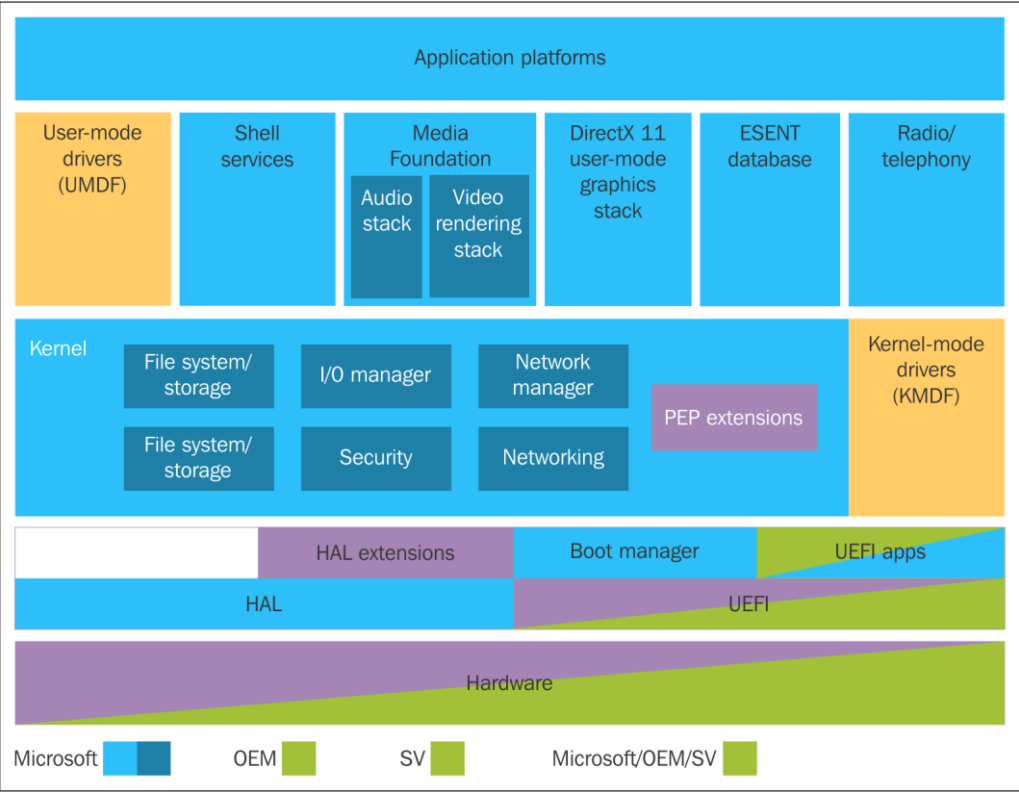 Application platforms
User-mode
drivers
(UMDF)
Shell
services
Media
Foundation
Audio
stack
Video
rendering
stack
DirectX 11
user-mode
graphics
stack
ESENT
database
Radio/
telephony
Kernel
File system/
storage
I/O manager
Network
manager
File system/
storage
Security
Networking
PEP extensions
Kernel-mode
drivers
(KMDF)
HAL extensions
Boot manager
UEFI apps
HAL
UEFI
Hardware
Microsoft
OEM
SV
Microsoft/OEM/SV